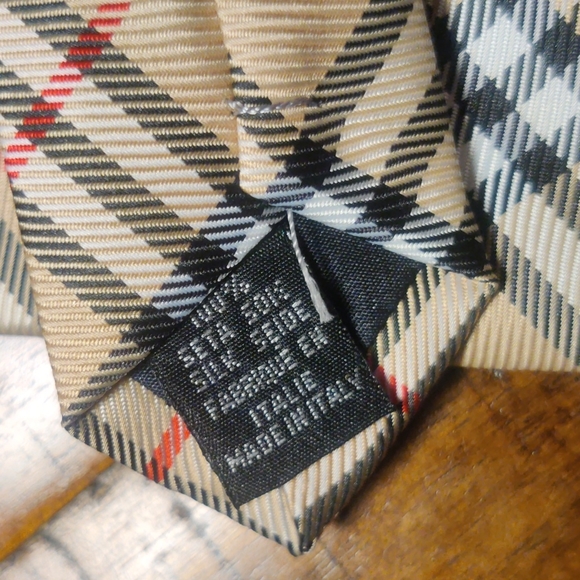 100%
SETA SOIE
SILK SEIDE
FABRIQUE EN
ITALIE
MADE IN ITALY